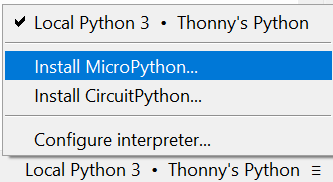 ✓ Local Python 3 • Thonny's Python
Install MicroPython...
Install CircuitPython...
Configure interpreter...
Local Python 3 • Thonny's Python ≡